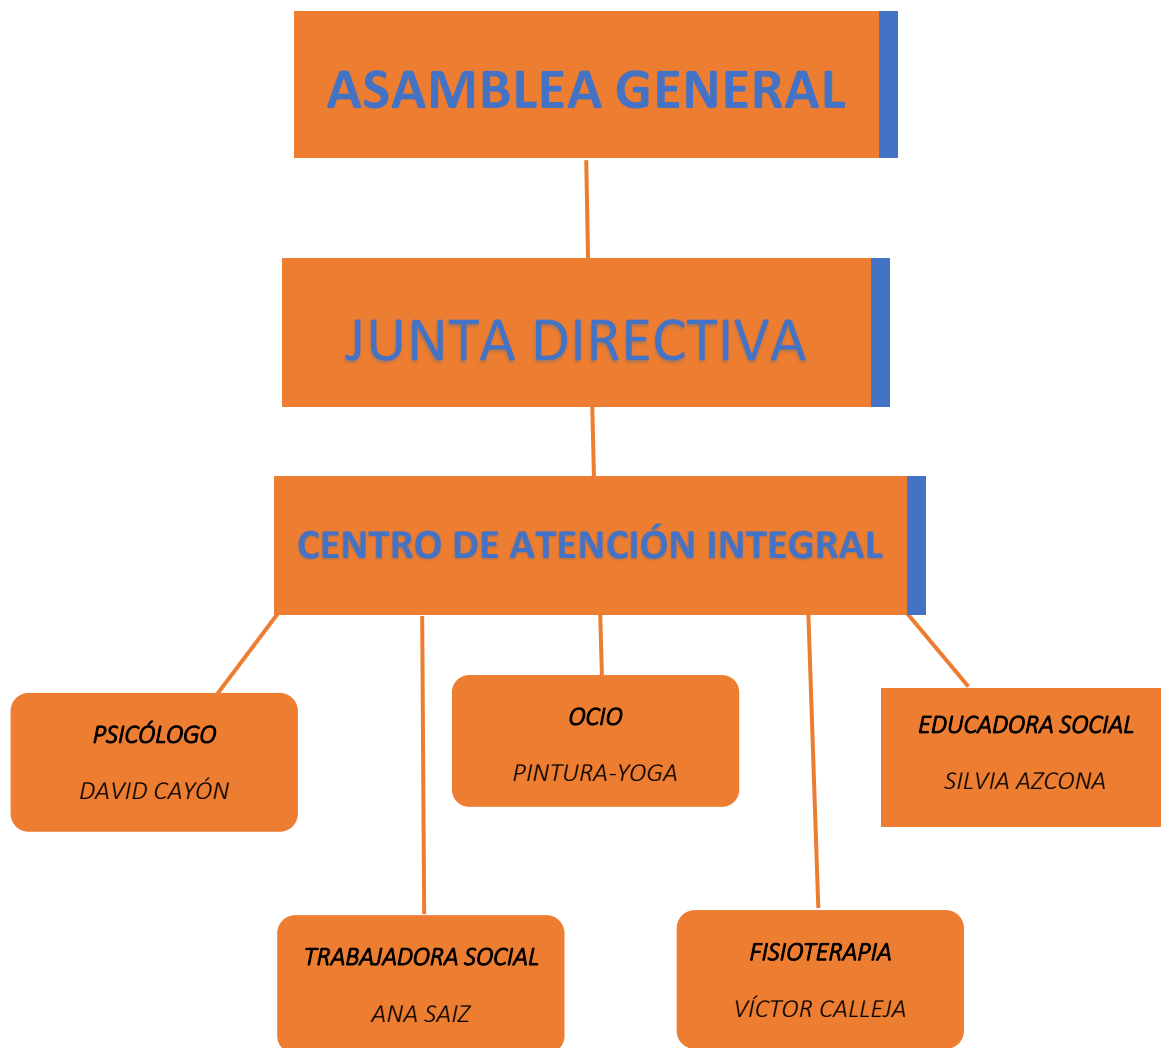 ASAMBLEA GENERAL
JUNTA DIRECTIVA
CENTRO DE ATENCIÓN INTEGRAL
PSICÓLOGO
DAVID CAYÓN
OCIO
PINTURA-YOGA
EDUCADORA SOCIAL
SILVIA AZCONA
TRABAJADORA SOCIAL
ANA SAIZ
FISIOTERAPIA
VÍCTOR CALLEJA